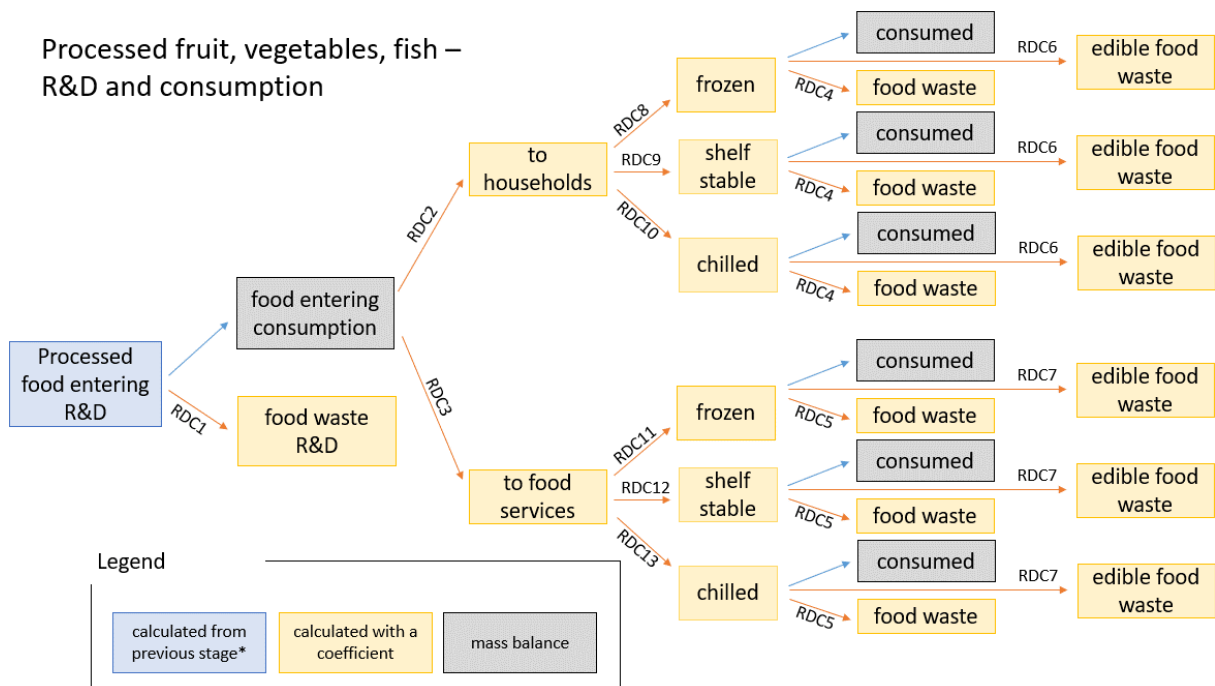 Processed fruit, vegetables, fish –
R&D and consumption
consumed
RDC6
edible food
waste
frozen
RDC4
food waste
RDC8
consumed
RDC6
edible food
waste
to
households
RDC9
shelf
stable
RDC4
food waste
RDC2
RDC10
consumed
RDC6
edible food
waste
chilled
RDC4
food waste
food entering
consumption
Processed
food entering
R&D
RDC1
food waste
R&D
RDC3
consumed
RDC7
edible food
waste
frozen
RDC5
food waste
RDC11
consumed
RDC7
edible food
waste
to food
services
RDC12
shelf
stable
RDC5
food waste
RDC13
consumed
RDC7
edible food
waste
chilled
RDC5
food waste
Legend
calculated from
previous stage*
calculated with a
coefficient
mass balance